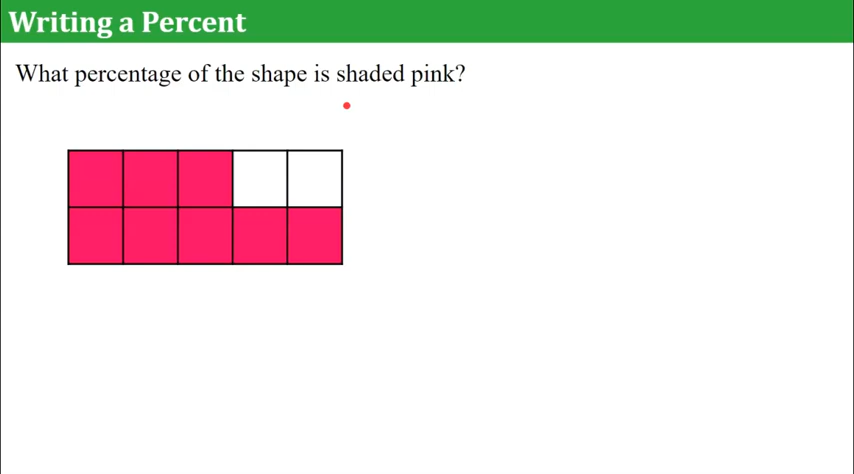 Writing a Percent
What percentage of the shape is shaded pink?